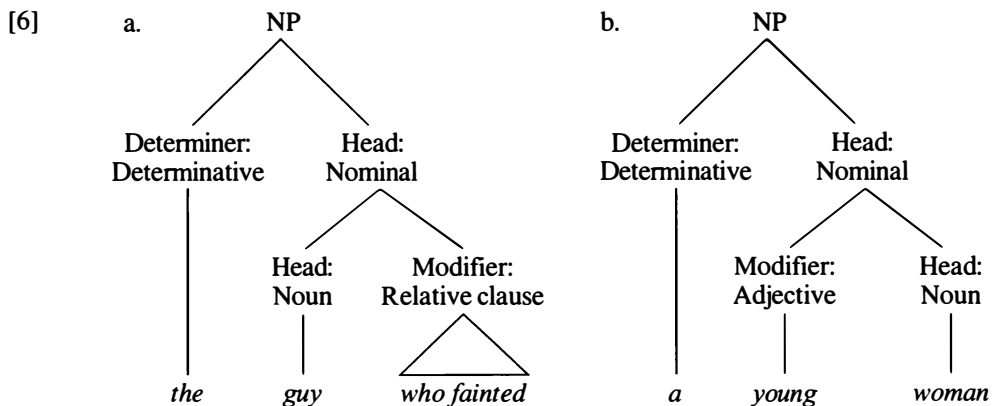 [6] a. NP b. NP
Determiner: Head: Determiner: Head:
Determinative Nominal Determinative Nominal
Head: Modifier: Modifier: Head:
Noun Relative clause Adjective Noun
the guy who fainted a young woman